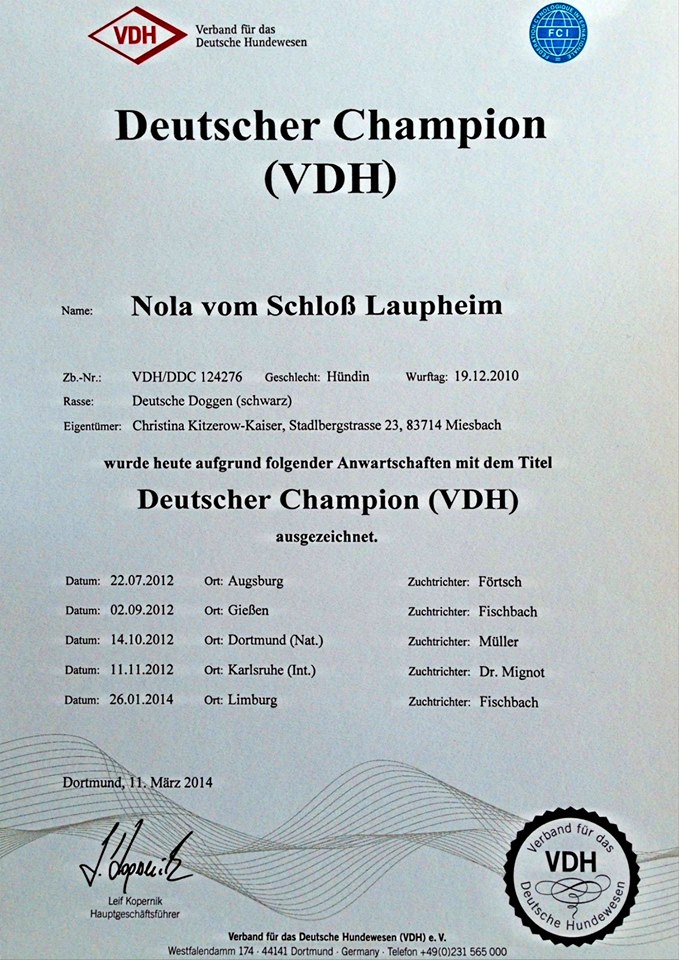 VDH
Verband für das
Deutsche Hundewesen
FEDERATION CYNOLOGIQUE INTERNATIONALE
FCI
Deutscher Champion
(VDH)
Name: Nola vom Schloß Laupheim
Zb.-Nr.: VDH/DDC 124276 Geschlecht: Hündin Wurftag: 19.12.2010
Rasse: Deutsche Doggen (schwarz)
Eigentümer: Christina Kitzerow-Kaiser, Stadlbergstrasse 23, 83714 Miesbach
wurde heute aufgrund folgender Anwartschaften mit dem Titel
Deutscher Champion (VDH)
ausgezeichnet.
Datum: 22.07.2012 Ort: Augsburg Zuchtrichter: Förtsch
Datum: 02.09.2012 Ort: Gießen Zuchtrichter: Fischbach
Datum: 14.10.2012 Ort: Dortmund (Nat.) Zuchtrichter: Müller
Datum: 11.11.2012 Ort: Karlsruhe (Int.) Zuchtrichter: Dr. Mignot
Datum: 26.01.2014 Ort: Limburg Zuchtrichter: Fischbach
Dortmund, 11. März 2014
L. Kopernik
Leif Kopernik
Hauptgeschäftsführer
Verband für das
VDH
Deutsche Hundewesen
Verband für das Deutsche Hundewesen (VDH) e. V.
Westfalendamm 174 · 44141 Dortmund · Germany · Telefon +49(0)231 565 000